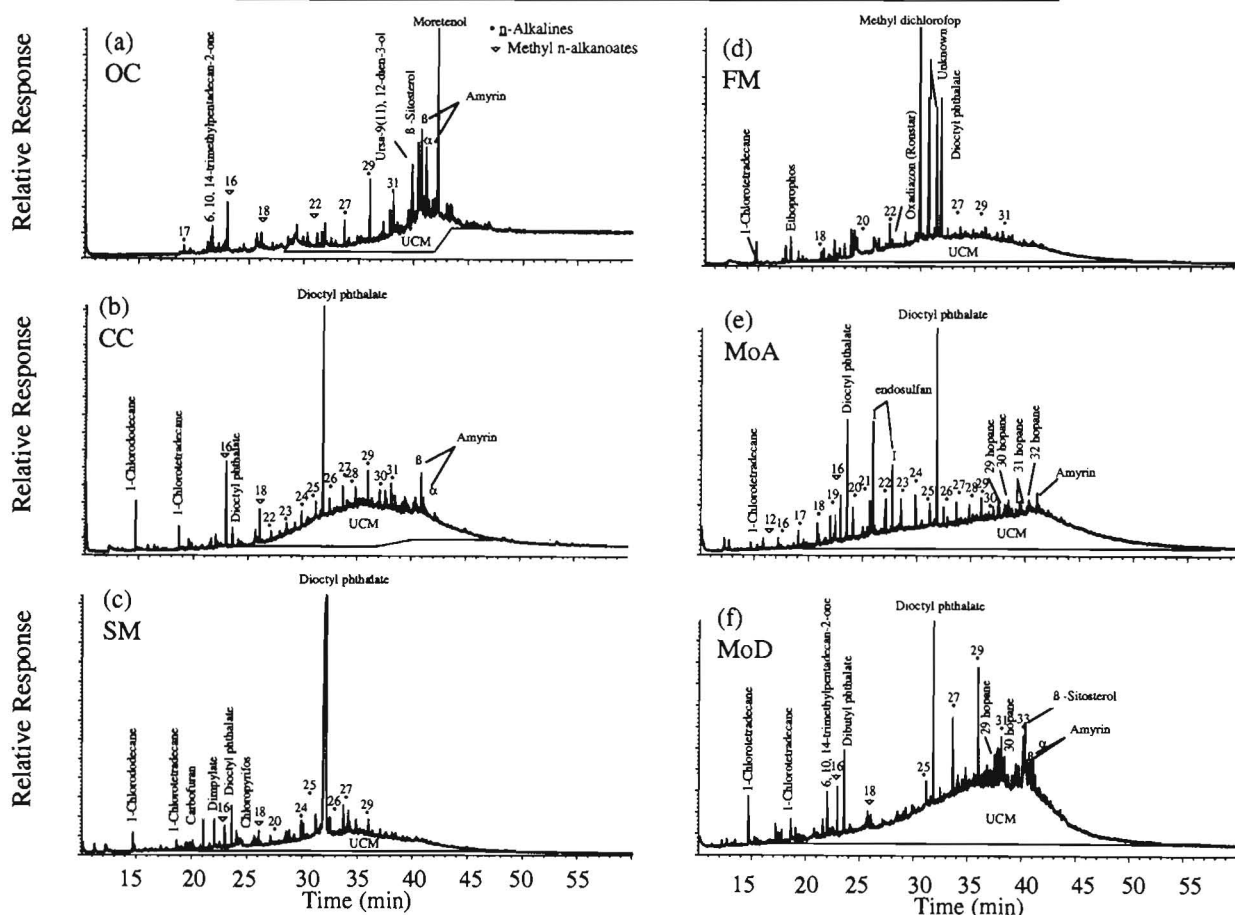 (a)
OC
Moretenol
• n-Alkalines
Methyl n-alkanoates
Relative Response
17
6, 10, 14-trimethylpentadecan-2-one
16
18
22
27
29
31
Ursa-9(11), 12-dien-3-ol
ß -Sitosterol
ß
α
Amyrin
UCM
(b)
CC
Dioctyl phthalate
Relative Response
1-Chlorododecane
1-Chlorotetradecane
16
Dioctyl phthalate
18
22
23
24
25
26
27
28
29
30
31
ß
α
Amyrin
UCM
(c)
SM
Dioctyl phthalate
Relative Response
1-Chlorododecane
1-Chlorotetradecane
Carbofuran
Dimpylate
16
Dioctyl phthalate
Chloropyrifos
18
20
24
25
26
27
29
UCM
15 20 25 30 35 40 45 50 55
Time (min)
(d)
FM
Methyl dichlorofop
1-Chlorotetradecane
Ethoprophos
18
20
22
Oxadiazon (Ronstar)
Unknown
Dioctyl phthalate
27
29
31
UCM
(e)
MoA
Dioctyl phthalate
1-Chlorotetradecane
12
16
17
18
19
16
Dioctyl phthalate
20
21
endosulfan
I
22
23
24
25
26
27
28
29
30
29 hopane
30 hopane
31 hopane
32 hopane
Amyrin
UCM
(f)
MoD
Dioctyl phthalate
1-Chlorotetradecane
1-Chlorotetradecane
6, 10, 14-trimethylpentadecan-2-one
16
Dibutyl phthalate
18
25
27
29
29 hopane
31
30 hopane
33
ß -Sitosterol
Amyrin
α
UCM
15 20 25 30 35 40 45 50 55
Time (min)